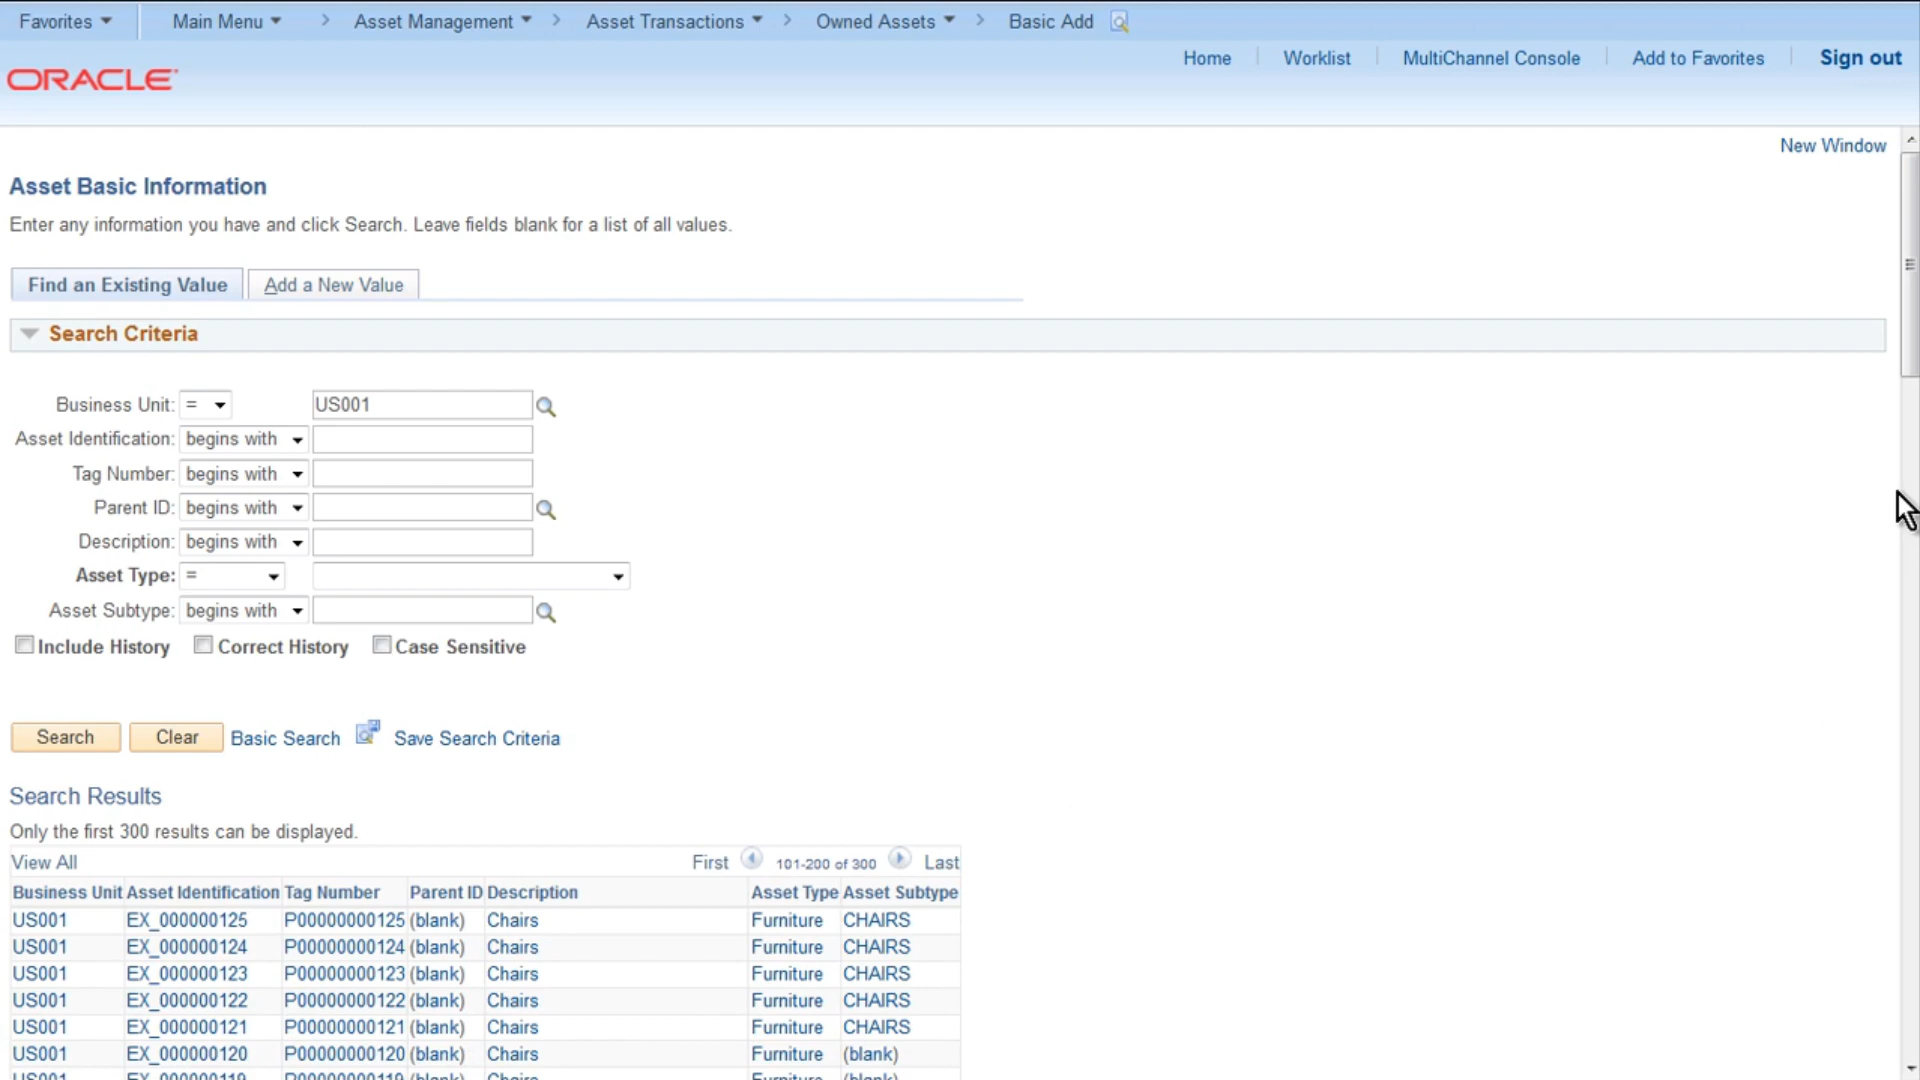 Favorites Main Menu > Asset Management > Asset Transactions > Owned Assets > Basic Add
Home Worklist MultiChannel Console Add to Favorites Sign out
ORACLE
New Window
Asset Basic Information
Enter any information you have and click Search. Leave fields blank for a list of all values.
Find an Existing Value Add a New Value
Search Criteria
Business Unit: = US001
Asset Identification: begins with
Tag Number: begins with
Parent ID: begins with
Description: begins with
Asset Type: =
Asset Subtype: begins with
Include History Correct History Case Sensitive
Search Clear Basic Search Save Search Criteria
Search Results
Only the first 300 results can be displayed.
View All First 101-200 of 300 Last
Business Unit Asset Identification Tag Number Parent ID Description Asset Type Asset Subtype
US001 EX_000000125 P00000000125 (blank) Chairs Furniture CHAIRS
US001 EX_000000124 P00000000124 (blank) Chairs Furniture CHAIRS
US001 EX_000000123 P00000000123 (blank) Chairs Furniture CHAIRS
US001 EX_000000122 P00000000122 (blank) Chairs Furniture CHAIRS
US001 EX_000000121 P00000000121 (blank) Chairs Furniture CHAIRS
US001 EX_000000120 P00000000120 (blank) Chairs Furniture (blank)
US001 EX_000000119 P00000000119 (blank) Chairs Furniture (blank)